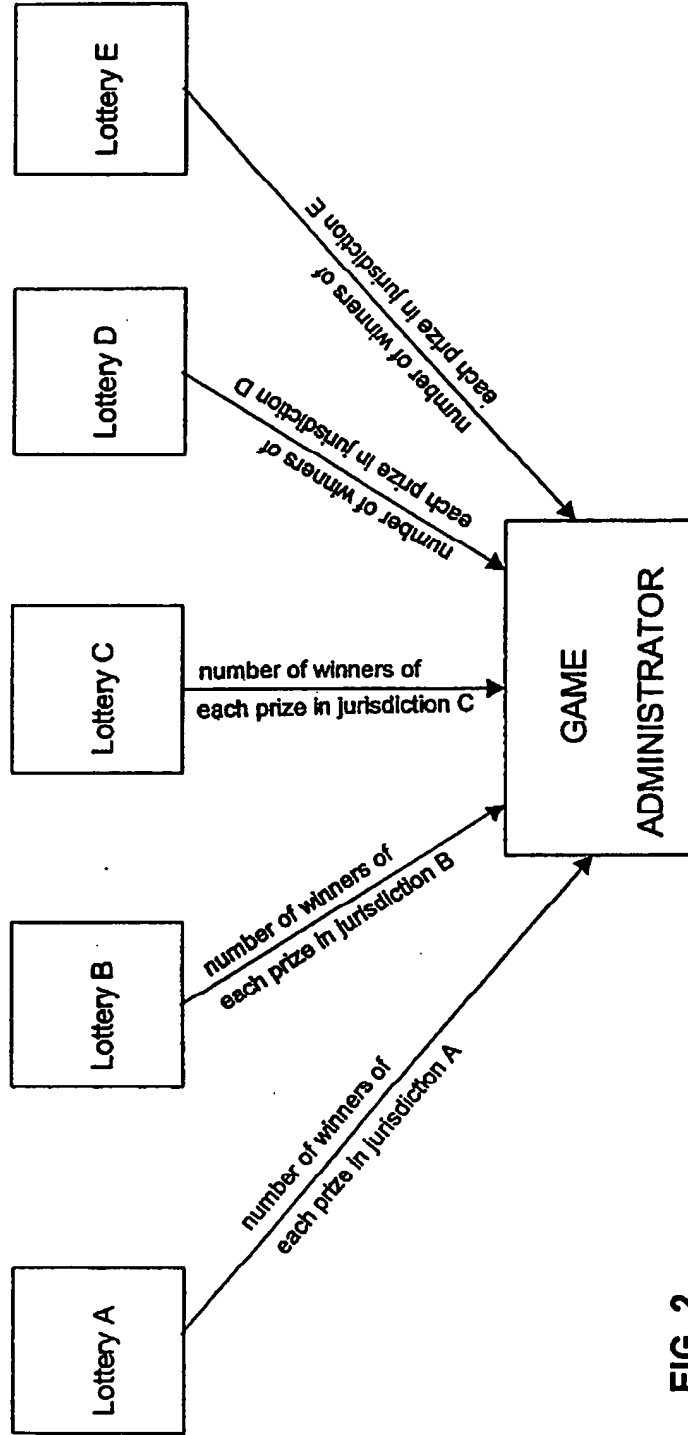 Lottery A
Lottery B
Lottery C
Lottery D
Lottery E
number of winners of
each prize in jurisdiction A
number of winners of
each prize in jurisdiction B
number of winners of
each prize in jurisdiction C
number of winners of
each prize in jurisdiction D
number of winners of
each prize in jurisdiction E
GAME
ADMINISTRATOR
FIG. 2